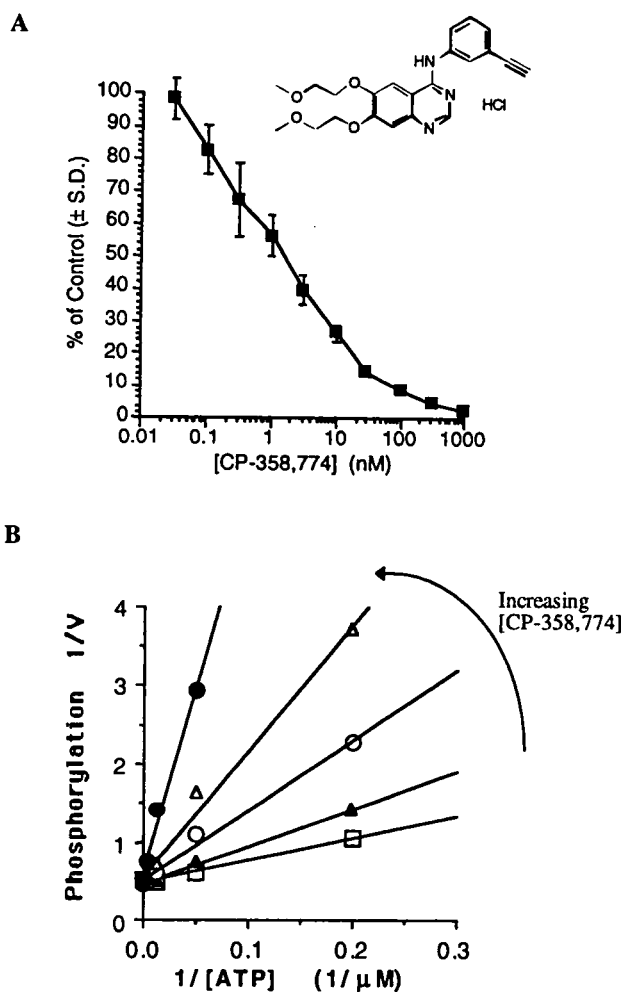 A
HN
N
N
O
O
O
O
HCl
% of Control (± S.D.)
100
90
80
70
60
50
40
30
20
10
0
0.01 0.1 1 10 100 1000
[CP-358,774] (nM)
B
Increasing
[CP-358,774]
Phosphorylation 1/V
4
3
2
1
0
0.0 0.1 0.2 0.3
1/[ATP] (1/μM)